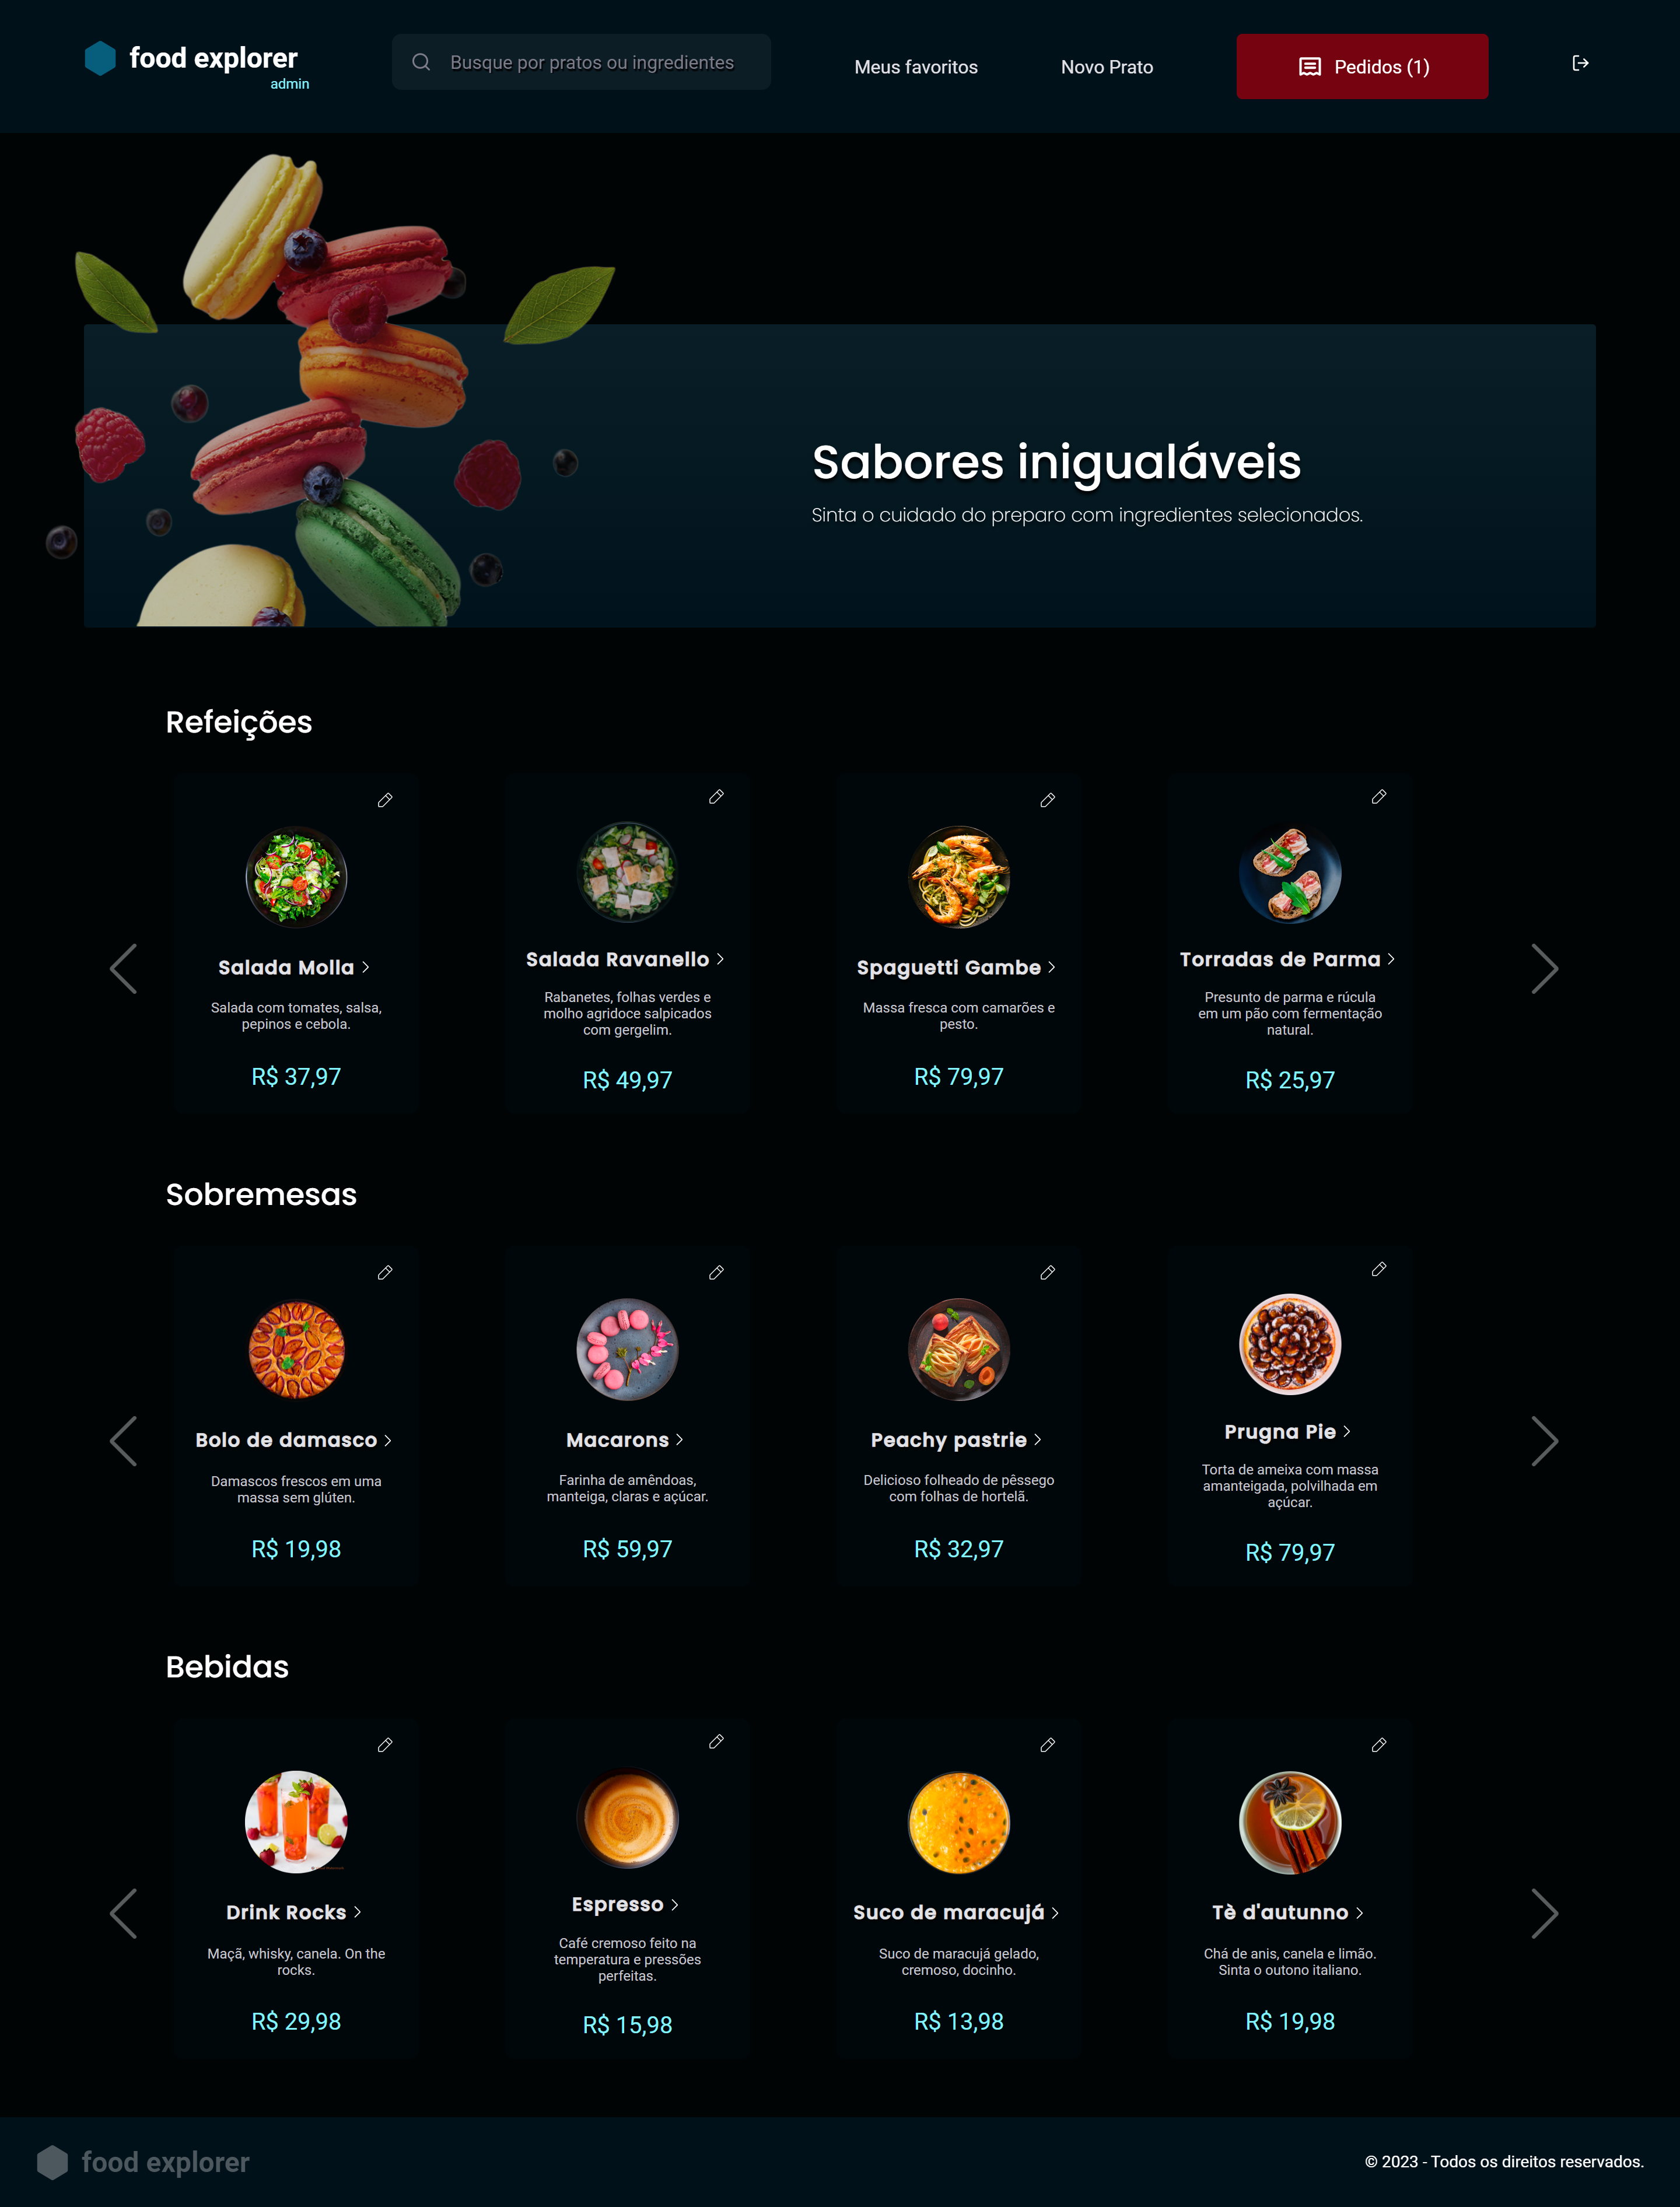 food explorer
admin
Busque por pratos ou ingredientes
Meus favoritos
Novo Prato
Pedidos (1)
Sabores inigualáveis
Sinta o cuidado do preparo com ingredientes selecionados.
Refeições
Salada Molla
Salada com tomates, salsa,
pepinos e cebola.
R$ 37,97
Salada Ravanello
Rabanetes, folhas verdes e
molho agridoce salpicados
com gergelim.
R$ 49,97
Spaguetti Gambe
Massa fresca com camarões e
pesto.
R$ 79,97
Torradas de Parma
Presunto de parma e rúcula
em um pão com fermentação
natural.
R$ 25,97
Sobremesas
Bolo de damasco
Damascos frescos em uma
massa sem glúten.
R$ 19,98
Macarons
Farinha de amêndoas,
manteiga, claras e açúcar.
R$ 59,97
Peachy pastrie
Delicioso folheado de pêssego
com folhas de hortelã.
R$ 32,97
Prugna Pie
Torta de ameixa com massa
amanteigada, polvilhada em
açúcar.
R$ 79,97
Bebidas
Drink Rocks
Maçã, whisky, canela. On the
rocks.
R$ 29,98
Espresso
Café cremoso feito na
temperatura e pressões
perfeitas.
R$ 15,98
Suco de maracujá
Suco de maracujá gelado,
cremoso, docinho.
R$ 13,98
Tè d'autunno
Chá de anis, canela e limão.
Sinta o outono italiano.
R$ 19,98
food explorer
© 2023 - Todos os direitos reservados.